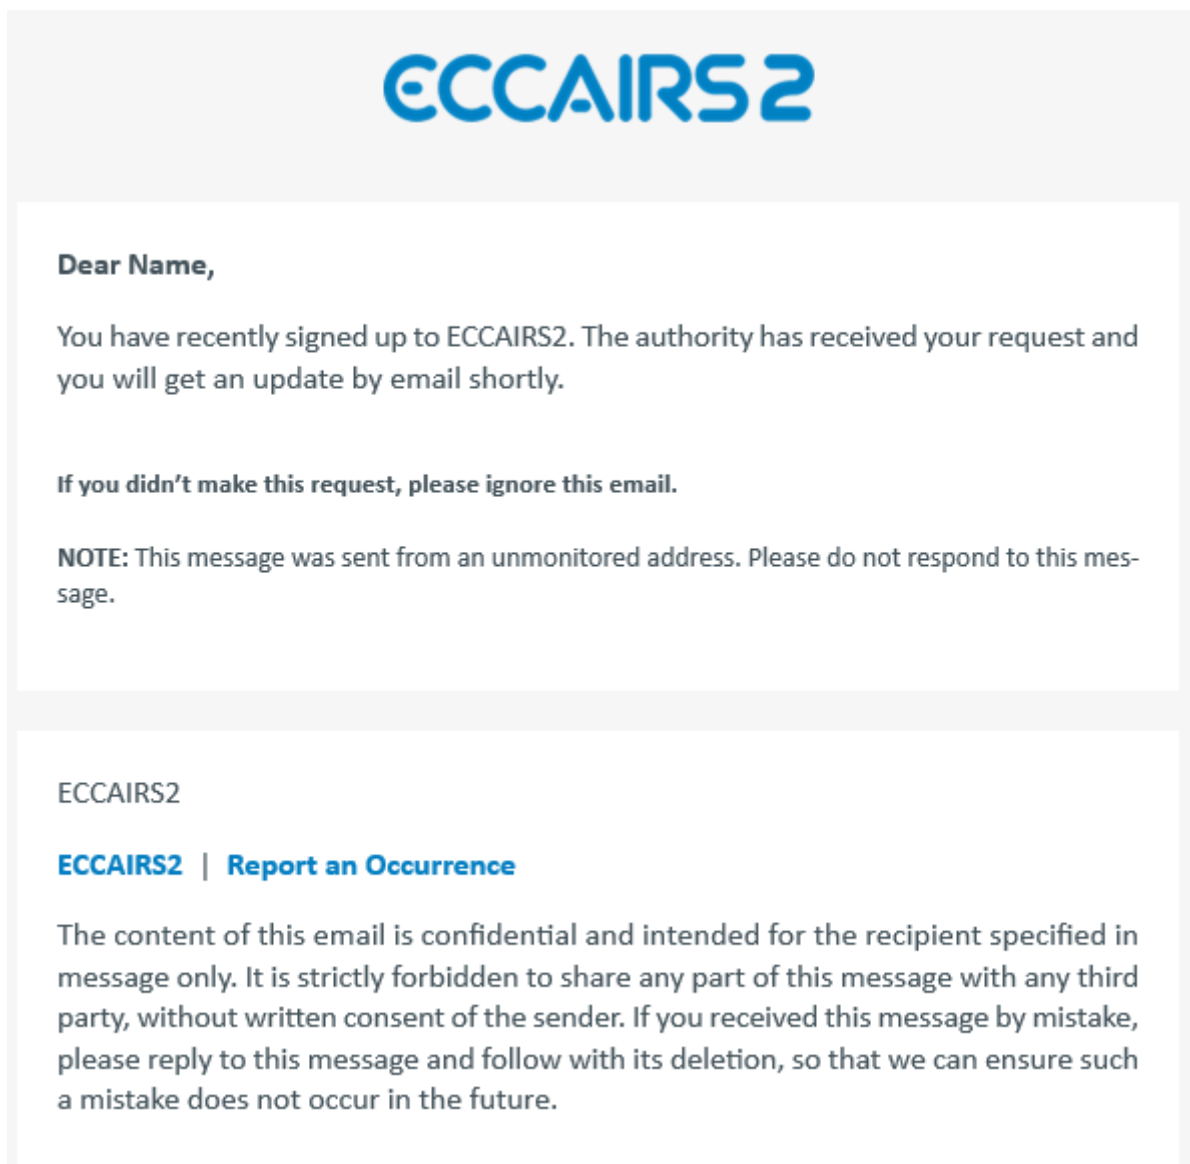 ECCAIRS2
Dear Name,
You have recently signed up to ECCAIRS2. The authority has received your request and
you will get an update by email shortly.
If you didn't make this request, please ignore this email.
NOTE: This message was sent from an unmonitored address. Please do not respond to this mes-
sage.
ECCAIRS2
ECCAIRS2 | Report an Occurrence
The content of this email is confidential and intended for the recipient specified in
message only. It is strictly forbidden to share any part of this message with any third
party, without written consent of the sender. If you received this message by mistake,
please reply to this message and follow with its deletion, so that we can ensure such
a mistake does not occur in the future.